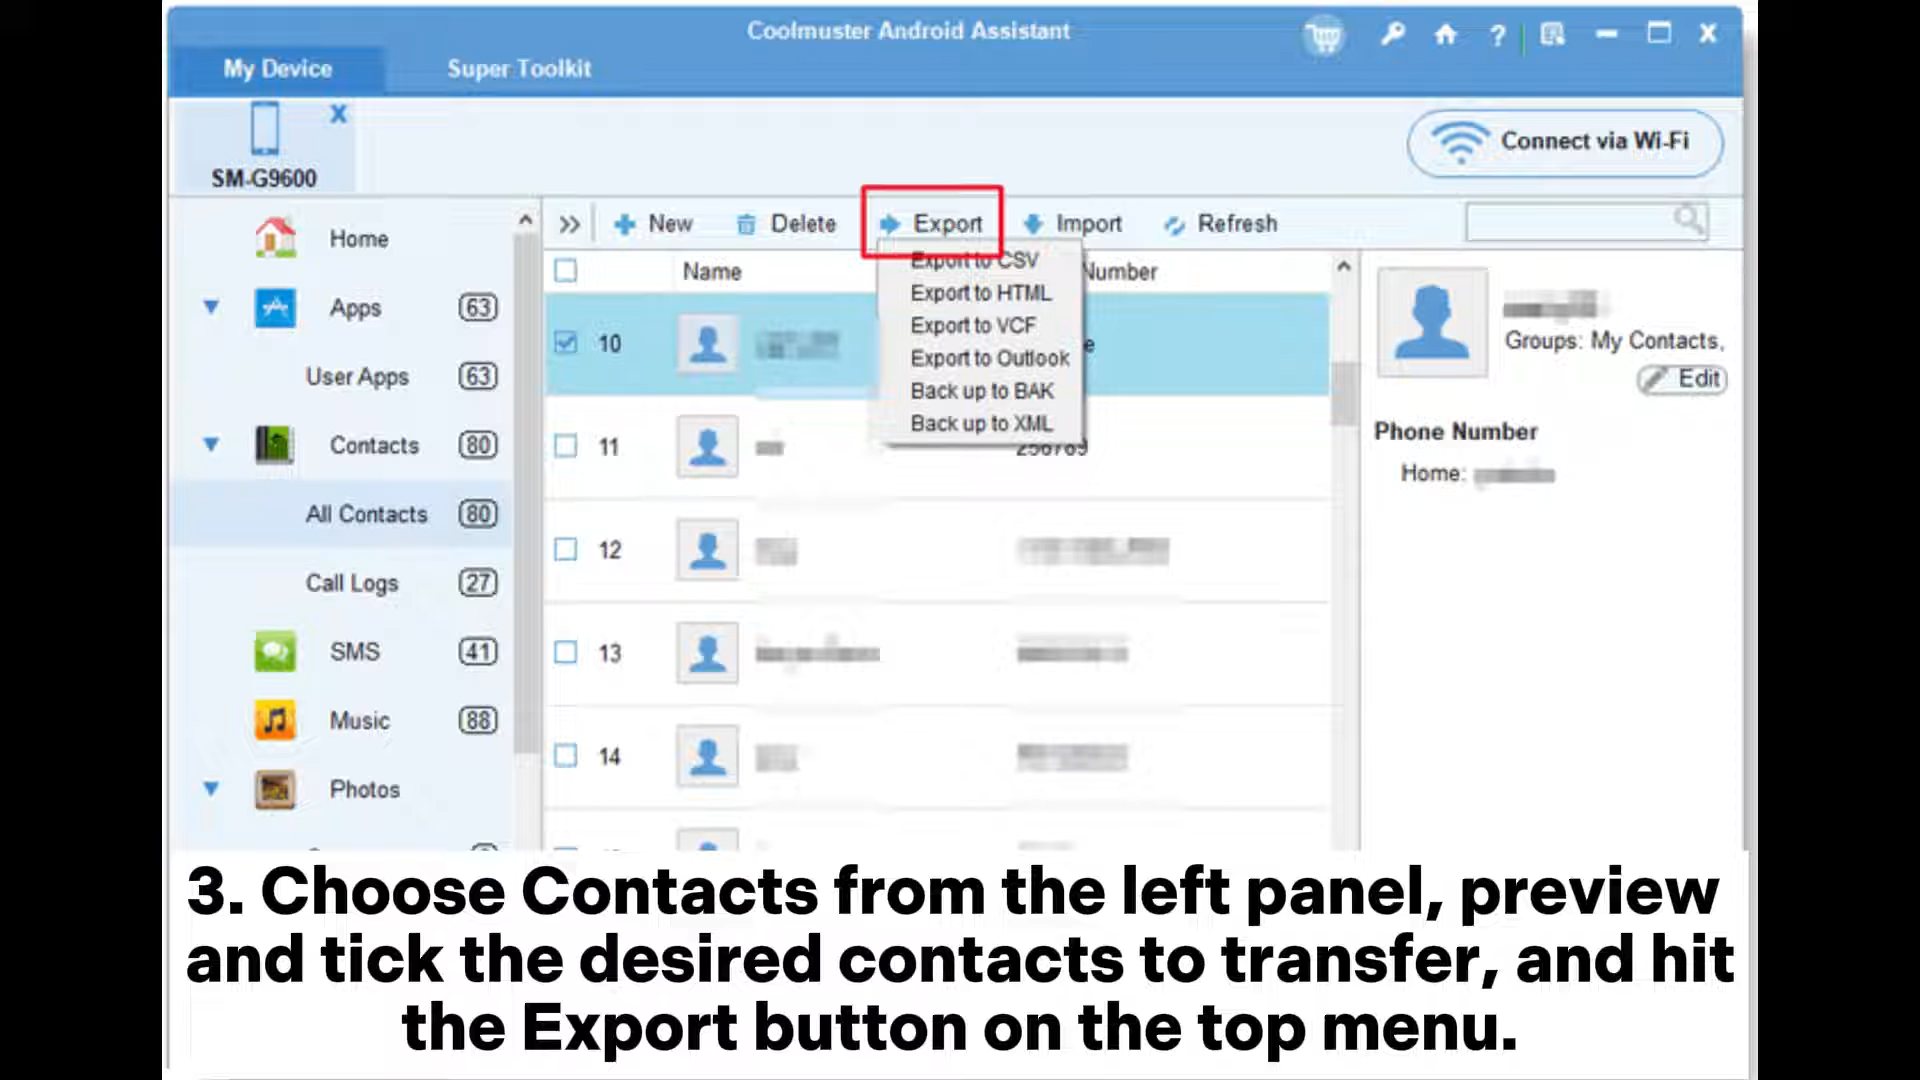 Coolmuster Android Assistant
My Device
Super Toolkit
?
SM-G9600
Connect via Wi-Fi
New
Delete
Export
Import
Refresh
Export to CSV
Export to HTML
Export to VCF
Export to Outlook
Back up to BAK
Back up to XML
Home
Apps 63
User Apps 63
Contacts 80
All Contacts 80
Call Logs 27
SMS 41
Music 88
Photos
Name
Number
10
e
11
256789
12
13
14
Groups: My Contacts,
Edit
Phone Number
Home:
3. Choose Contacts from the left panel, preview
and tick the desired contacts to transfer, and hit
the Export button on the top menu.